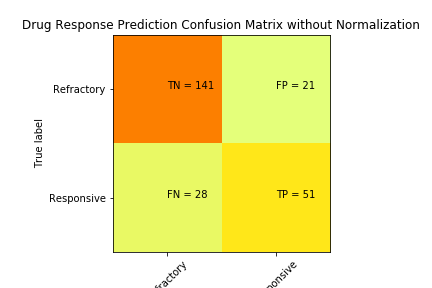 Drug Response Prediction Confusion Matrix without Normalization
Refractory
TN = 141
FP = 21
True label
Responsive
FN = 28
TP = 51